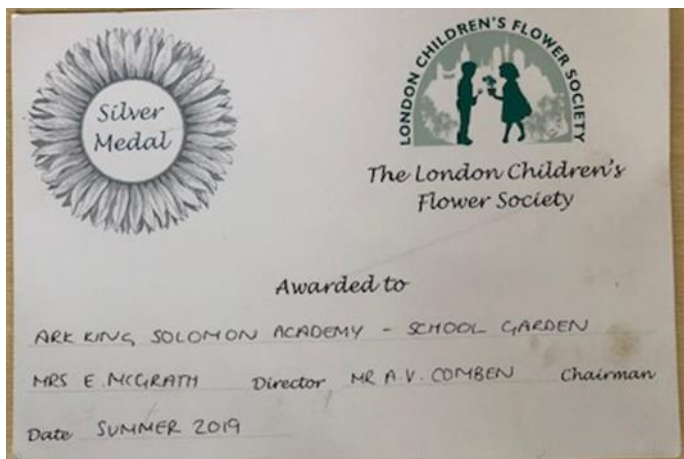 Silver
Medal
LONDON CHILDREN'S FLOWER SOCIETY
The London Children's
Flower Society
Awarded to
ARK KING SOLOMON ACADEMY - SCHOOL GARDEN
MRS E. MCGRATH Director MR A.V. COMBEN Chairman
Date SUMMER 2019